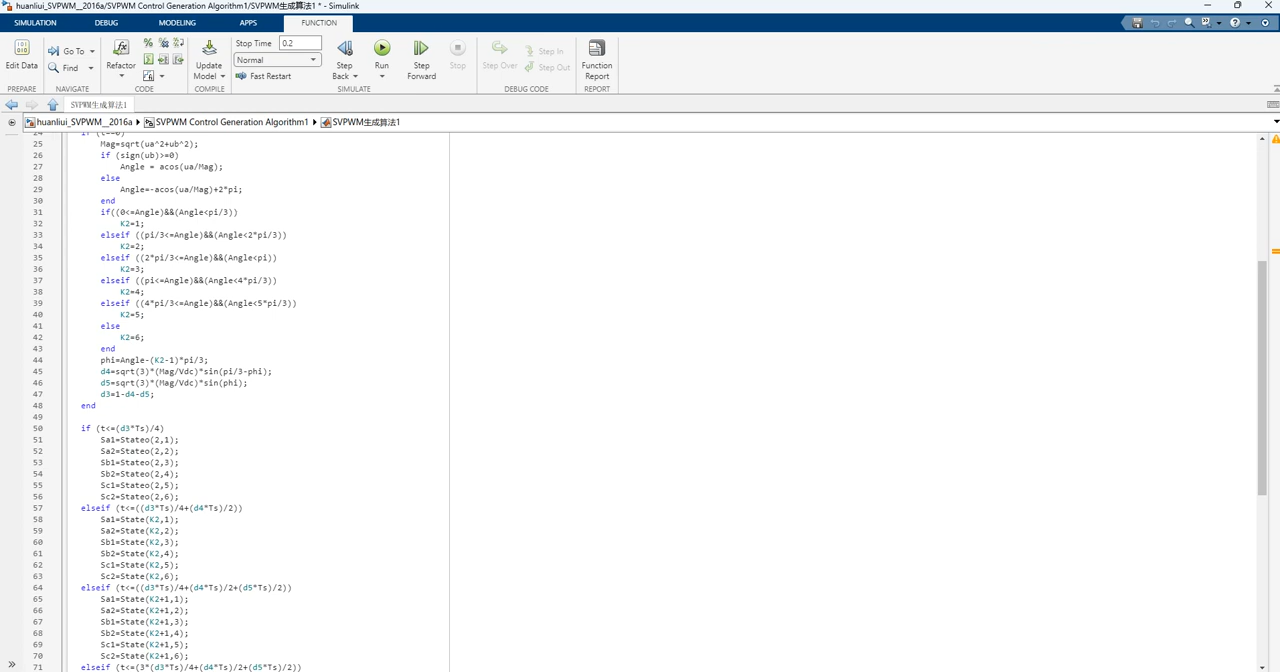 huanliui_SVPWM__2016a/SVPWM Control Generation Algorithm1/SVPWM生成算法1 * - Simulink
SIMULATION DEBUG MODELING APPS FUNCTION
Edit Data
Go To
Find
Refactor
Update Model
Stop Time 0.2
Normal
Fast Restart
Step Back
Run
Step Forward
Stop
Step Over
Step In
Step Out
Function Report
PREPARE NAVIGATE CODE COMPILE SIMULATE DEBUG CODE REPORT
SVPWM生成算法1
huanliui_SVPWM__2016a SVPWM Control Generation Algorithm1 SVPWM生成算法1
24 if (t==0)
25 Mag=sqrt(ua^2+ub^2);
26 if (sign(ub)>=0)
27 Angle = acos(ua/Mag);
28 else
29 Angle=-acos(ua/Mag)+2*pi;
30 end
31 if((0<=Angle)&&(Angle<pi/3))
32 K2=1;
33 elseif ((pi/3<=Angle)&&(Angle<2*pi/3))
34 K2=2;
35 elseif ((2*pi/3<=Angle)&&(Angle<pi))
36 K2=3;
37 elseif ((pi<=Angle)&&(Angle<4*pi/3))
38 K2=4;
39 elseif ((4*pi/3<=Angle)&&(Angle<5*pi/3))
40 K2=5;
41 else
42 K2=6;
43 end
44 phi=Angle-(K2-1)*pi/3;
45 d4=sqrt(3)*(Mag/Vdc)*sin(pi/3-phi);
46 d5=sqrt(3)*(Mag/Vdc)*sin(phi);
47 d3=1-d4-d5;
48 end
49
50 if (t<=(d3*Ts)/4)
51 Sa1=Stateo(2,1);
52 Sa2=Stateo(2,2);
53 Sb1=Stateo(2,3);
54 Sb2=Stateo(2,4);
55 Sc1=Stateo(2,5);
56 Sc2=Stateo(2,6);
57 elseif (t<=((d3*Ts)/4+(d4*Ts)/2))
58 Sa1=State(K2,1);
59 Sa2=State(K2,2);
60 Sb1=State(K2,3);
61 Sb2=State(K2,4);
62 Sc1=State(K2,5);
63 Sc2=State(K2,6);
64 elseif (t<=((d3*Ts)/4+(d4*Ts)/2+(d5*Ts)/2))
65 Sa1=State(K2+1,1);
66 Sa2=State(K2+1,2);
67 Sb1=State(K2+1,3);
68 Sb2=State(K2+1,4);
69 Sc1=State(K2+1,5);
70 Sc2=State(K2+1,6);
71 elseif (t<=(3*(d3*Ts)/4+(d4*Ts)/2+(d5*Ts)/2))